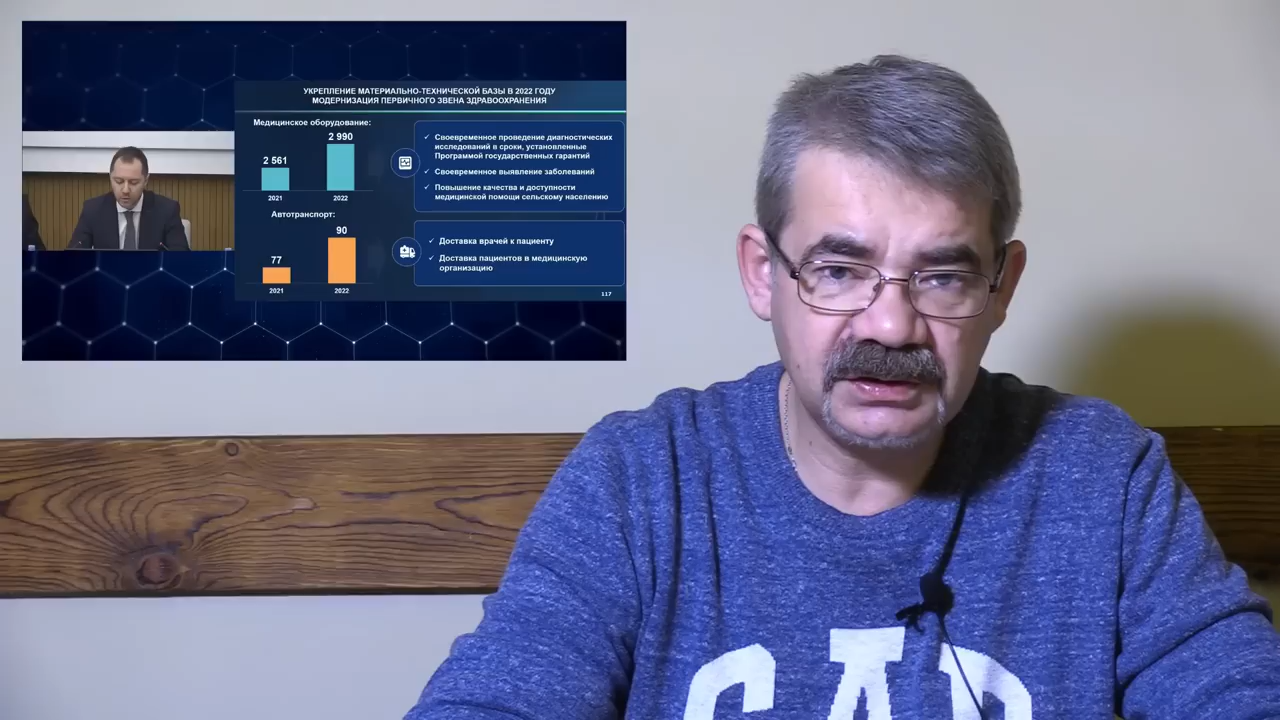 УКРЕПЛЕНИЕ МАТЕРИАЛЬНО-ТЕХНИЧЕСКОЙ БАЗЫ В 2022 ГОДУ
МОДЕРНИЗАЦИЯ ПЕРВИЧНОГО ЗВЕНА ЗДРАВООХРАНЕНИЯ
Медицинское оборудование:
2 990
2 561
2021
2022
✓ Своевременное проведение диагностических
исследований в сроки, установленные
Программой государственных гарантий
✓ Своевременное выявление заболеваний
✓ Повышение качества и доступности
медицинской помощи сельскому населению
Автотранспорт:
90
77
2021
2022
✓ Доставка врачей к пациенту
✓ Доставка пациентов в медицинскую
организацию
117
GAP